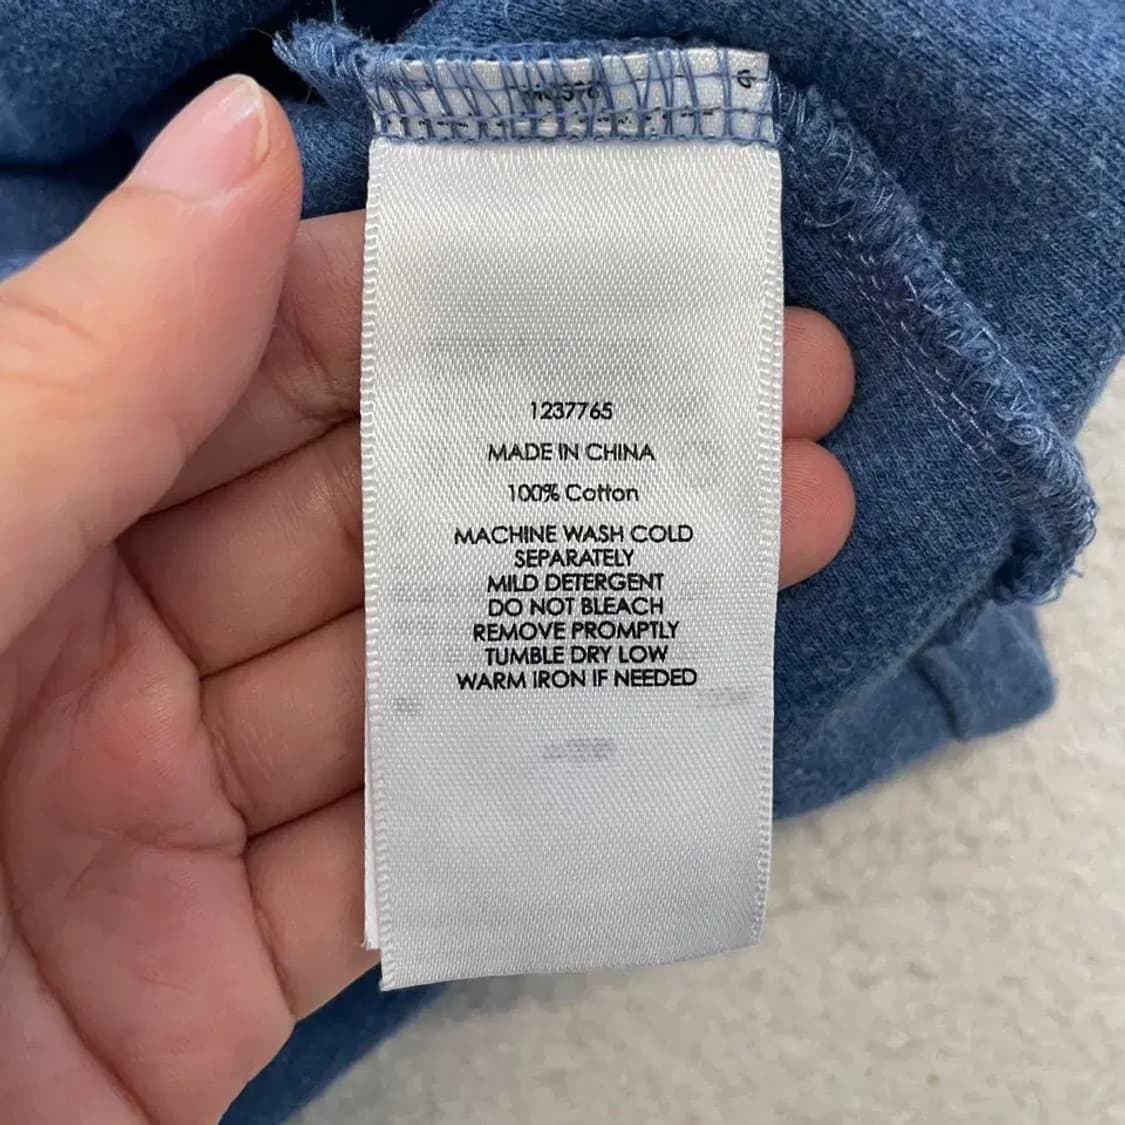 1237765
MADE IN CHINA
100% Cotton
MACHINE WASH COLD
SEPARATELY
MILD DETERGENT
DO NOT BLEACH
REMOVE PROMPTLY
TUMBLE DRY LOW
WARM IRON IF NEEDED